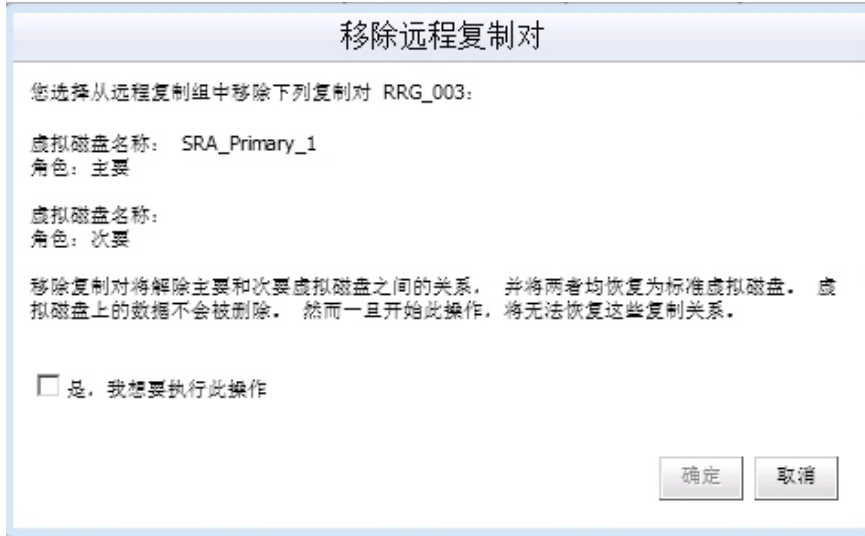 移除远程复制对
您选择从远程复制组中移除下列复制对 RRG_003:
虚拟磁盘名称: SRA_Primary_1
角色: 主要
虚拟磁盘名称:
角色: 次要
移除复制对将解除主要和次要虚拟磁盘之间的关系, 并将两者均恢复为标准虚拟磁盘。 虚
拟磁盘上的数据不会被删除。 然而一旦开始此操作, 将无法恢复这些复制关系。
是, 我想要执行此操作
确定 取消